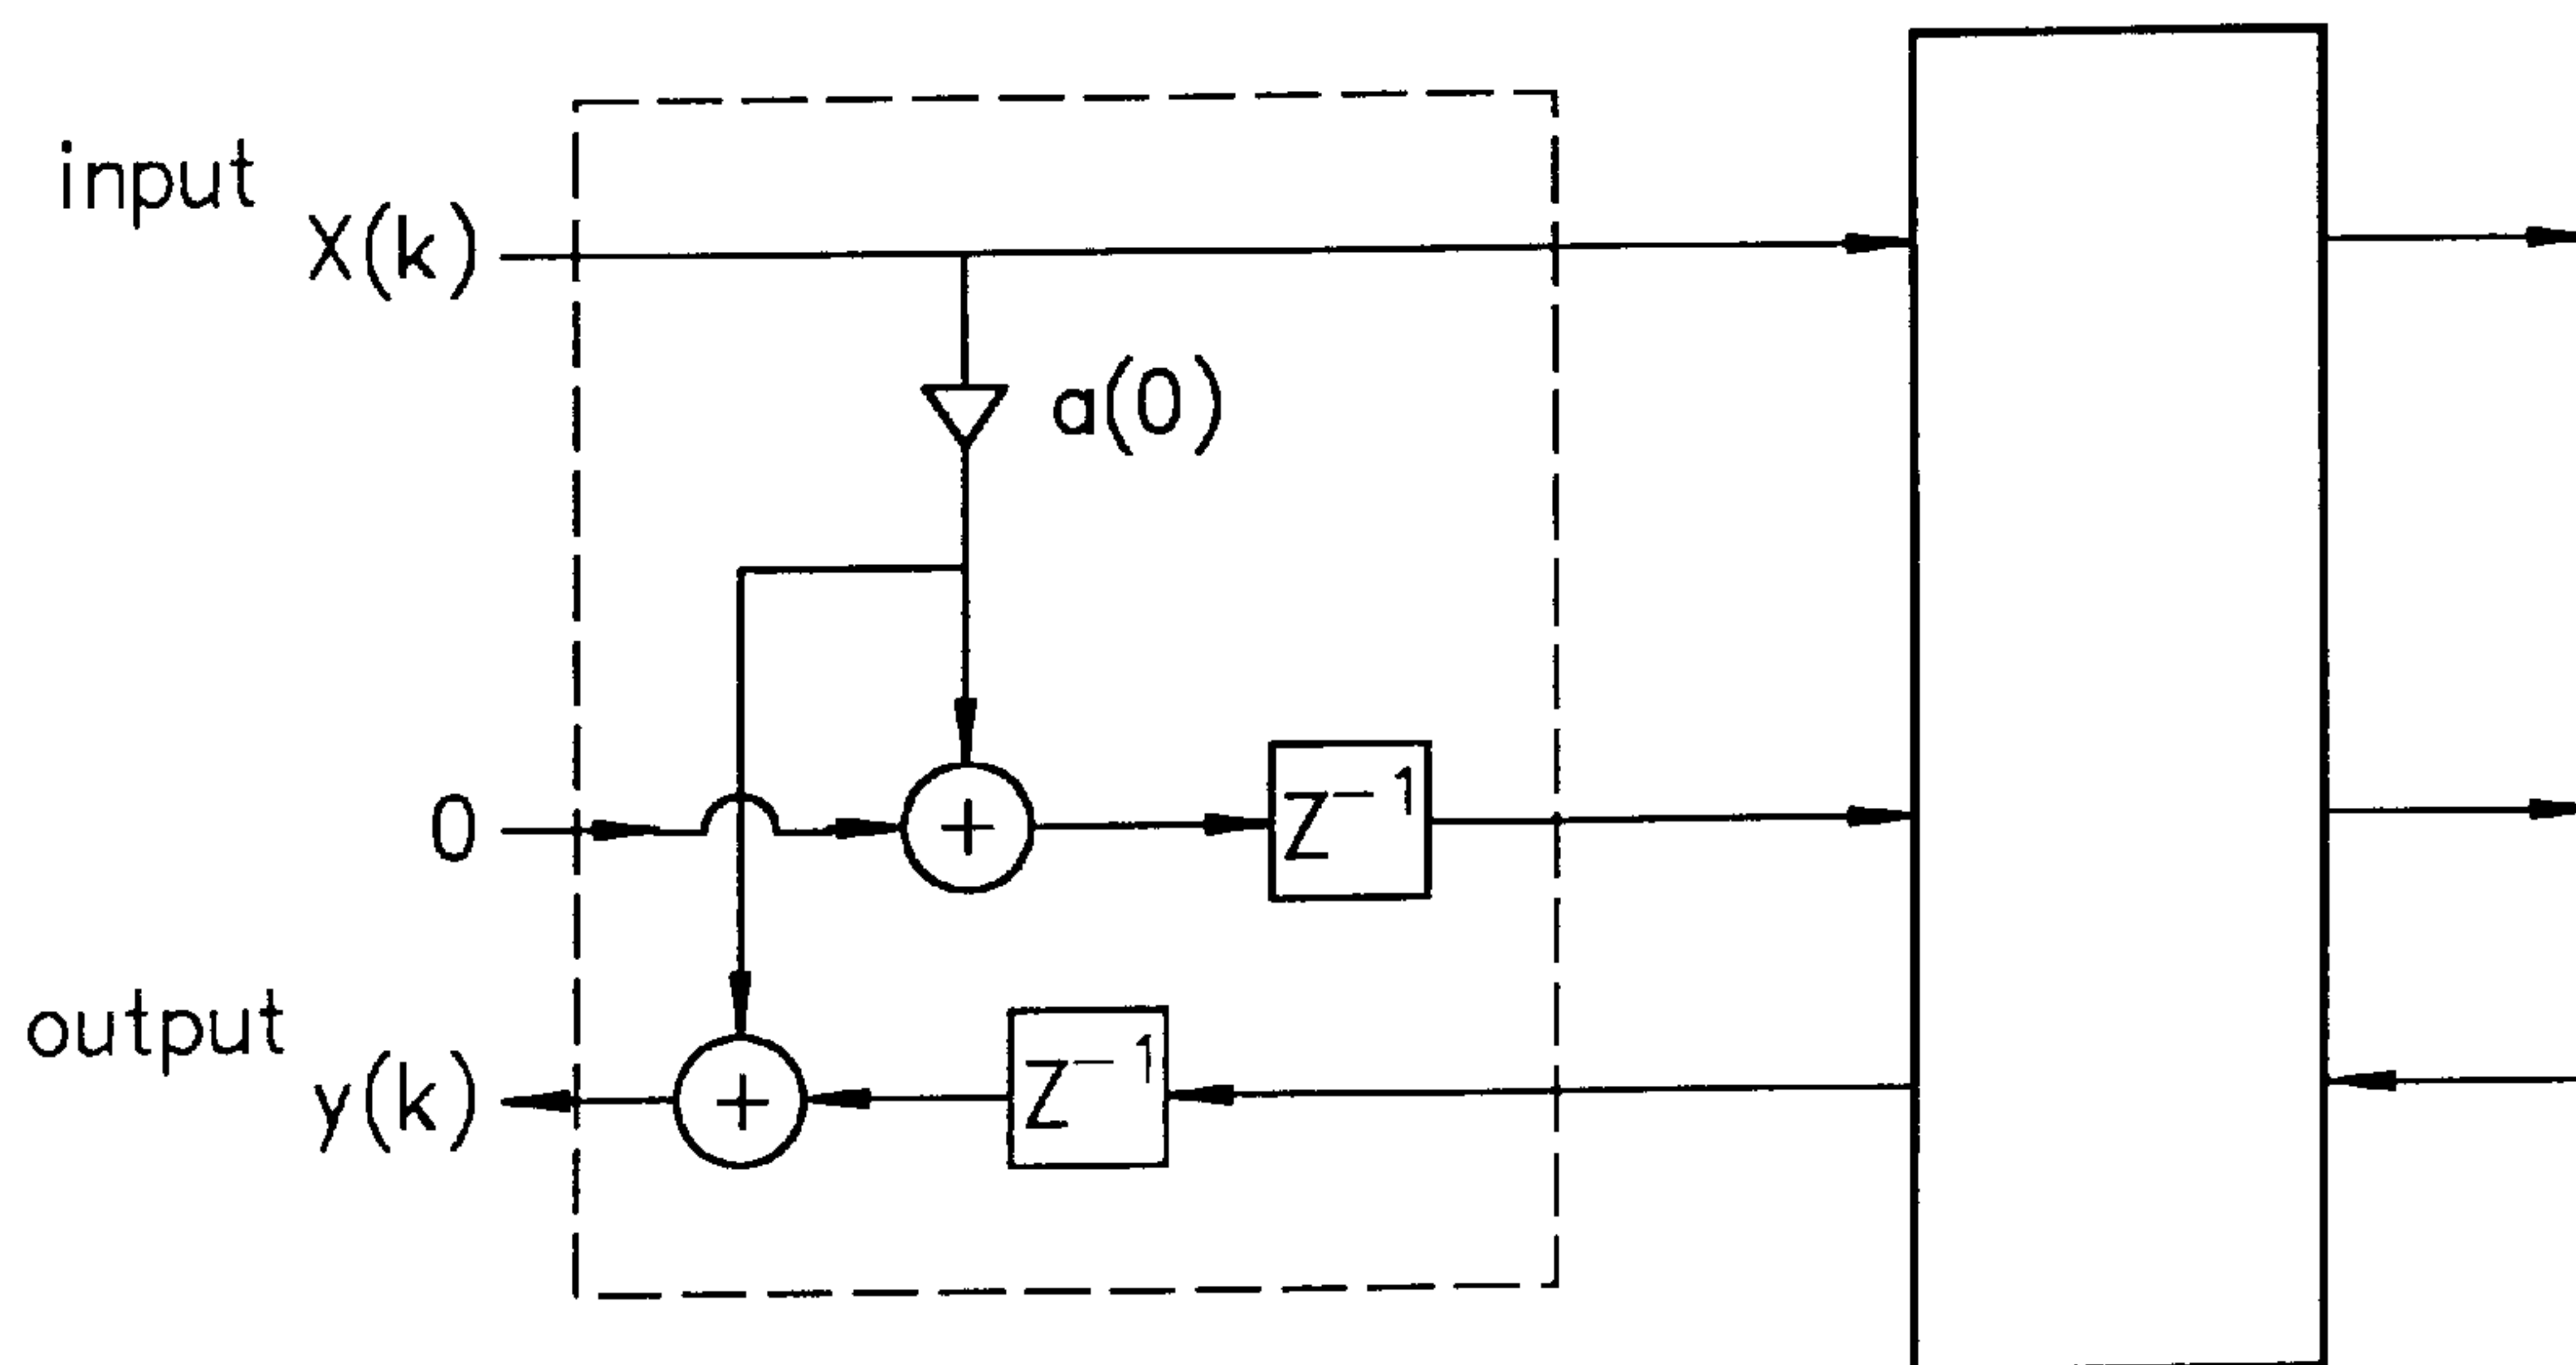 input
X(k)
a(0)
0
+
Z⁻¹
output
y(k)
+
Z⁻¹